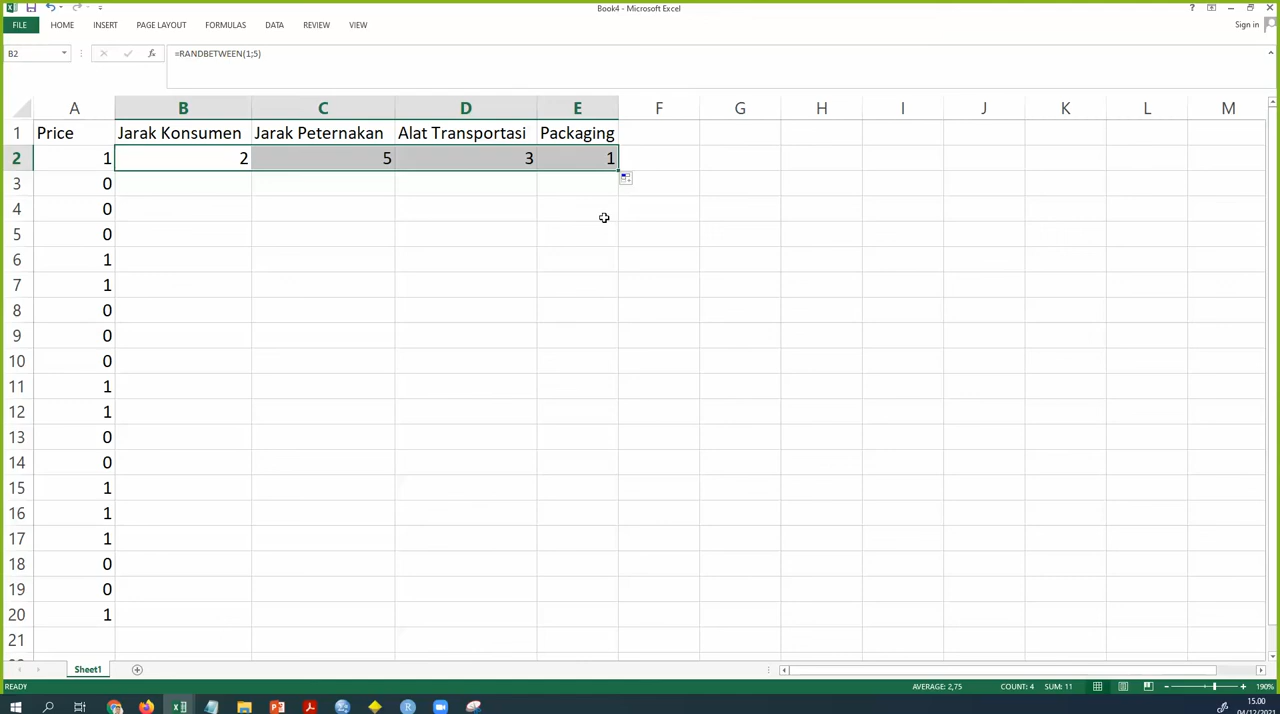 Book4 - Microsoft Excel
FILE HOME INSERT PAGE LAYOUT FORMULAS DATA REVIEW VIEW Sign in
B2 fx =RANDBETWEEN(1;5)
A B C D E F G H I J K L M
1 Price Jarak Konsumen Jarak Peternakan Alat Transportasi Packaging
2 1 2 5 3 1
3 0
4 0
5 0
6 1
7 1
8 0
9 0
10 0
11 1
12 1
13 0
14 0
15 1
16 1
17 1
18 0
19 0
20 1
21
Sheet1
READY AVERAGE: 2,75 COUNT: 4 SUM: 11 190%
15.00
04/12/2021